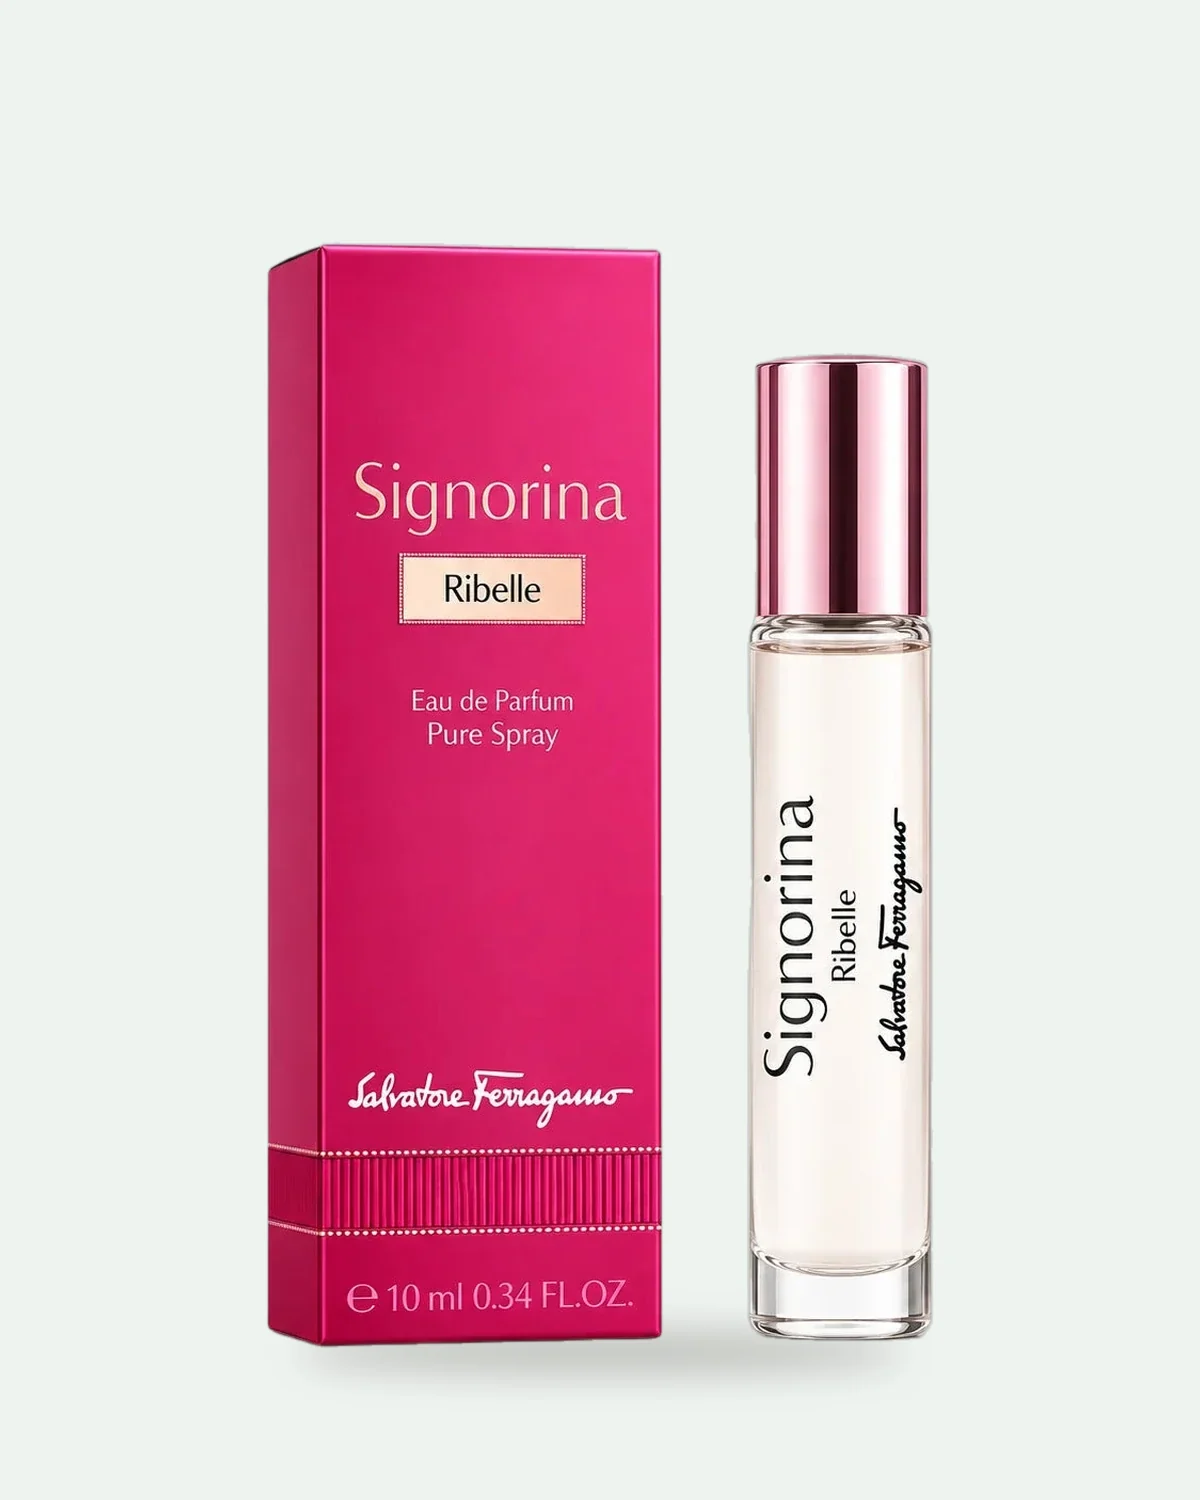 Signorina
Ribelle
Eau de Parfum
Pure Spray
Salvatore Ferragamo
℮ 10 ml 0.34 FL.OZ.
Signorina
Ribelle
Salvatore Ferragamo